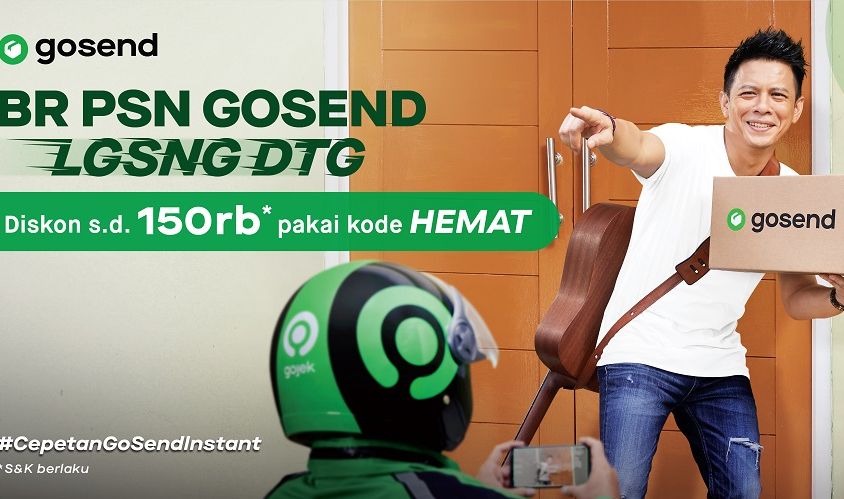 gosend
BR PSN GOSEND
LGSNG DTG
Diskon s.d. 150rb* pakai kode HEMAT
gosend
gojek
#CepetanGoSendInstant
*S&K berlaku